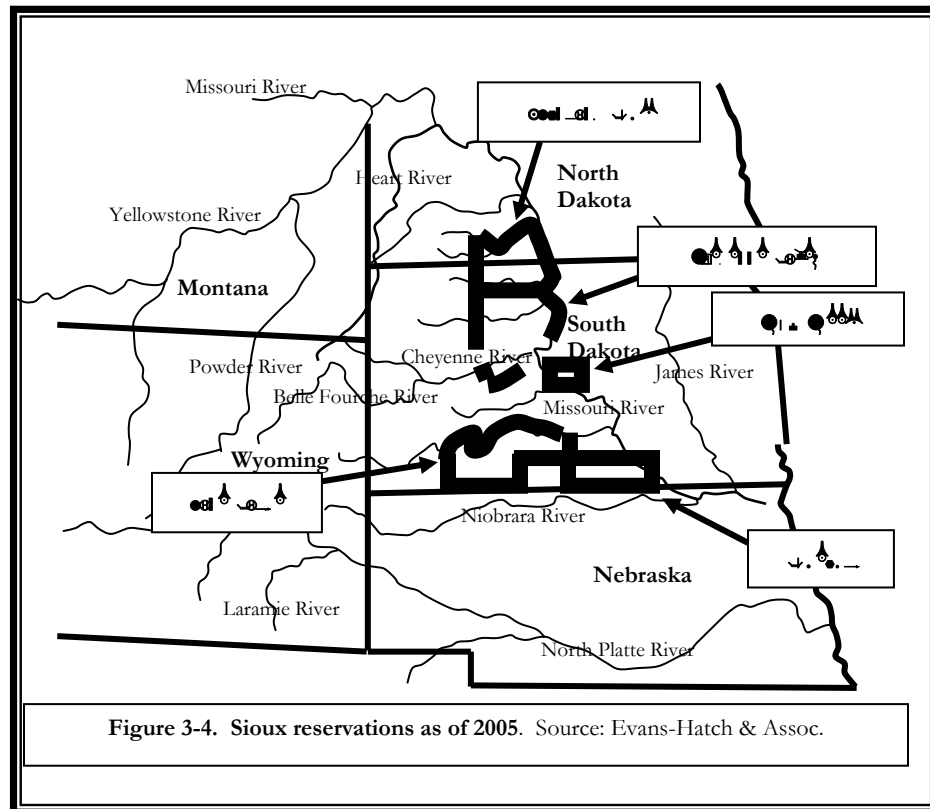 Missouri River
North
Dakota
Heart River
Yellowstone River
Montana
South
Dakota
Cheyenne River
Powder River
James River
Belle Fourche River
Missouri River
Wyoming
Niobrara River
Nebraska
Laramie River
North Platte River
Figure 3-4. Sioux reservations as of 2005. Source: Evans-Hatch & Assoc.